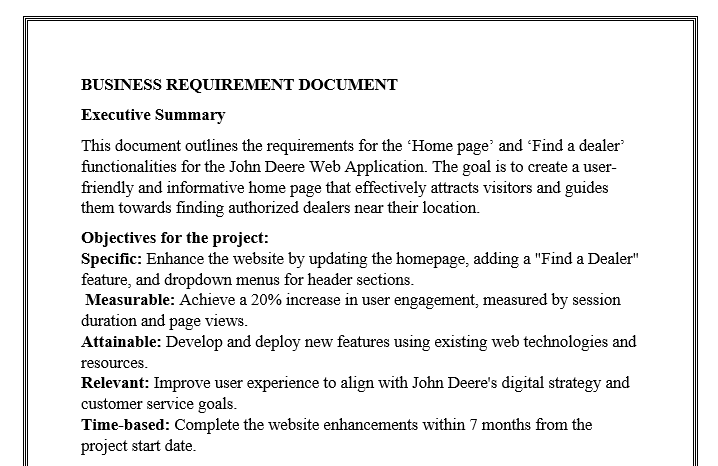 BUSINESS REQUIREMENT DOCUMENT
Executive Summary
This document outlines the requirements for the ‘Home page’ and ‘Find a dealer’
functionalities for the John Deere Web Application. The goal is to create a user-
friendly and informative home page that effectively attracts visitors and guides
them towards finding authorized dealers near their location.
Objectives for the project:
Specific: Enhance the website by updating the homepage, adding a "Find a Dealer"
feature, and dropdown menus for header sections.
Measurable: Achieve a 20% increase in user engagement, measured by session
duration and page views.
Attainable: Develop and deploy new features using existing web technologies and
resources.
Relevant: Improve user experience to align with John Deere's digital strategy and
customer service goals.
Time-based: Complete the website enhancements within 7 months from the
project start date.